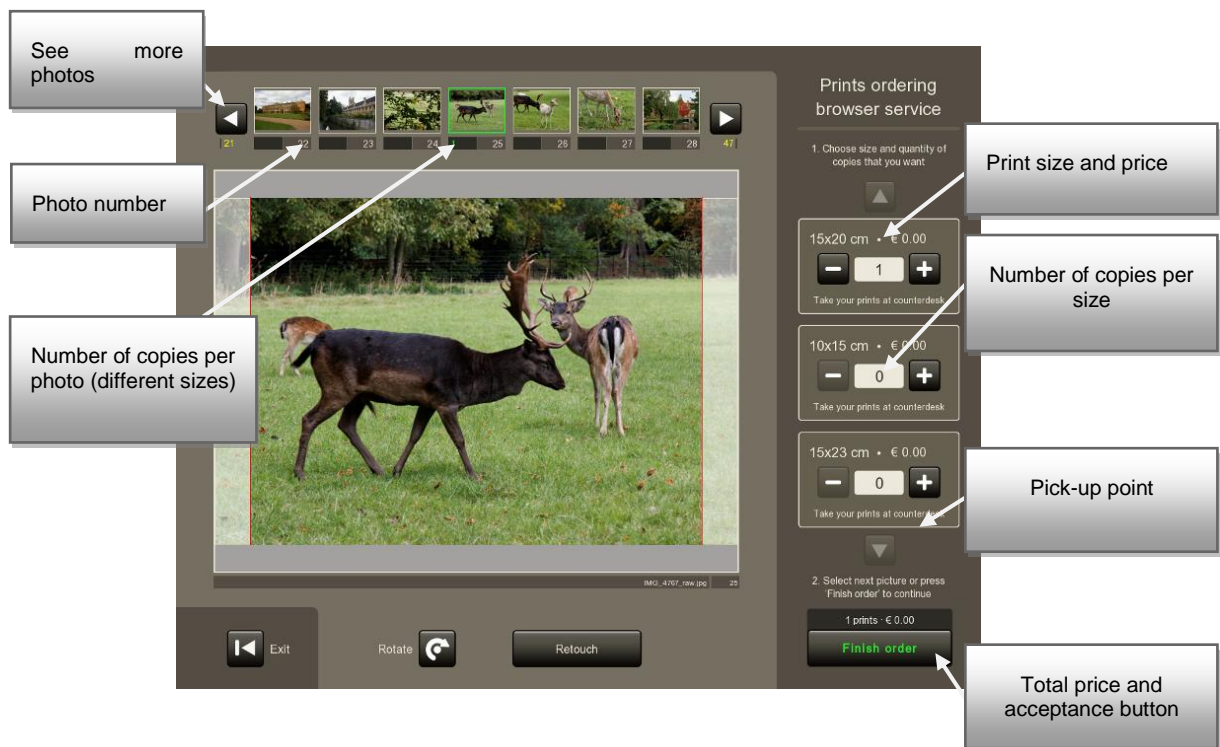 See more
photos
Photo number
Number of copies per
photo (different sizes)
21 22 23 24 1 25 26 27 28 47
IMG_4767_raw.jpg 25
Exit
Rotate
Retouch
Prints ordering
browser service
1. Choose size and quantity of
copies that you want
15x20 cm • € 0.00
1
Take your prints at counterdesk
10x15 cm • € 0.00
0
Take your prints at counterdesk
15x23 cm • € 0.00
0
Take your prints at counterdesk
2. Select next picture or press
'Finish order' to continue
1 prints · € 0.00
Finish order
Print size and price
Number of copies per
size
Pick-up point
Total price and
acceptance button